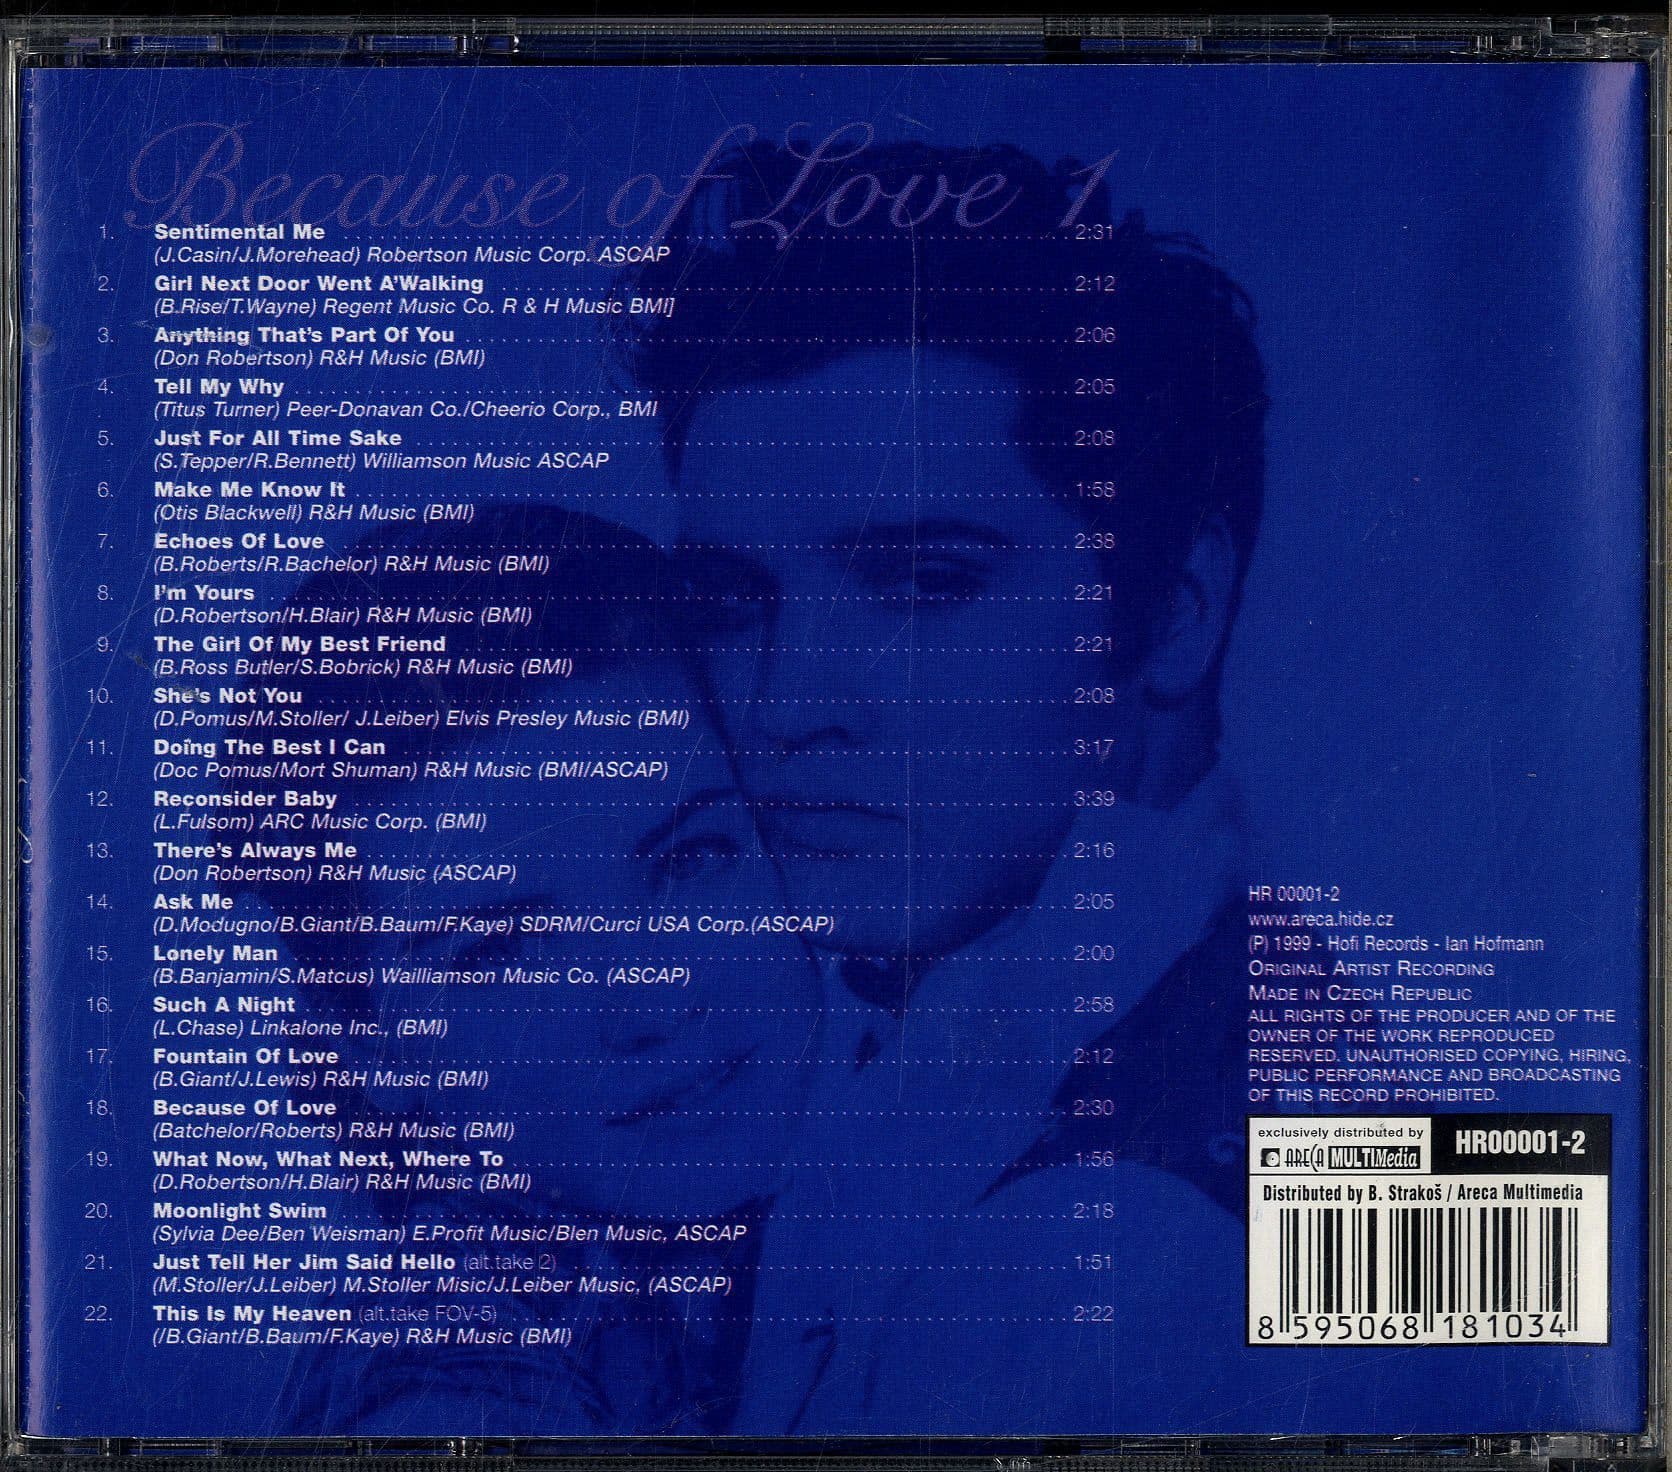 Because of Love 1
1. Sentimental Me 2:31
(J.Casin/J.Morehead) Robertson Music Corp. ASCAP
2. Girl Next Door Went A'Walking 2:12
(B.Rise/T.Wayne) Regent Music Co. R & H Music BMI]
3. Anything That's Part Of You 2:06
(Don Robertson) R&H Music (BMI)
4. Tell My Why 2:05
(Titus Turner) Peer-Donavan Co./Cheerio Corp., BMI
5. Just For All Time Sake 2:08
(S.Tepper/R.Bennett) Williamson Music ASCAP
6. Make Me Know It 1:58
(Otis Blackwell) R&H Music (BMI)
7. Echoes Of Love 2:38
(B.Roberts/R.Bachelor) R&H Music (BMI)
8. I'm Yours 2:21
(D.Robertson/H.Blair) R&H Music (BMI)
9. The Girl Of My Best Friend 2:21
(B.Ross Butler/S.Bobrick) R&H Music (BMI)
10. She's Not You 2:08
(D.Pomus/M.Stoller/ J.Leiber) Elvis Presley Music (BMI)
11. Doing The Best I Can 3:17
(Doc Pomus/Mort Shuman) R&H Music (BMI/ASCAP)
12. Reconsider Baby 3:39
(L.Fulsom) ARC Music Corp. (BMI)
13. There's Always Me 2:16
(Don Robertson) R&H Music (ASCAP)
14. Ask Me 2:05
(D.Modugno/B.Giant/B.Baum/F.Kaye) SDRM/Curci USA Corp.(ASCAP)
15. Lonely Man 2:00
(B.Banjamin/S.Matcus) Wailliamson Music Co. (ASCAP)
16. Such A Night 2:58
(L.Chase) Linkalone Inc., (BMI)
17. Fountain Of Love 2:12
(B.Giant/J.Lewis) R&H Music (BMI)
18. Because Of Love 2:30
(Batchelor/Roberts) R&H Music (BMI)
19. What Now, What Next, Where To 1:56
(D.Robertson/H.Blair) R&H Music (BMI)
20. Moonlight Swim 2:18
(Sylvia Dee/Ben Weisman) E.Profit Music/Blen Music, ASCAP
21. Just Tell Her Jim Said Hello (alt.take 2) 1:51
(M.Stoller/J.Leiber) M.Stoller Misic/J.Leiber Music, (ASCAP)
22. This Is My Heaven (alt.take FOV-5) 2:22
(/B.Giant/B.Baum/F.Kaye) R&H Music (BMI)
HR 00001-2
www.areca.hide.cz
(P) 1999 - Hofi Records - Ian Hofmann
ORIGINAL ARTIST RECORDING
MADE IN CZECH REPUBLIC
ALL RIGHTS OF THE PRODUCER AND OF THE
OWNER OF THE WORK REPRODUCED
RESERVED. UNAUTHORISED COPYING, HIRING,
PUBLIC PERFORMANCE AND BROADCASTING
OF THIS RECORD PROHIBITED.
exclusively distributed by
ARECA MULTIMedia
HR00001-2
Distributed by B. Strakoš / Areca Multimedia
8 595068 181034